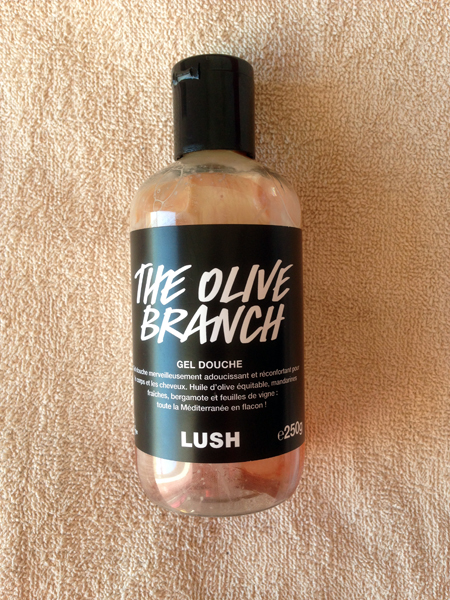 THE OLIVE
BRANCH
GEL DOUCHE
douche merveilleusement adoucissant et réconfortant pour
corps et les cheveux. Huile d'olive équitable, mandarines
fraîches, bergamote et feuilles de vigne :
toute la Méditerranée en flacon !
LUSH
e250g